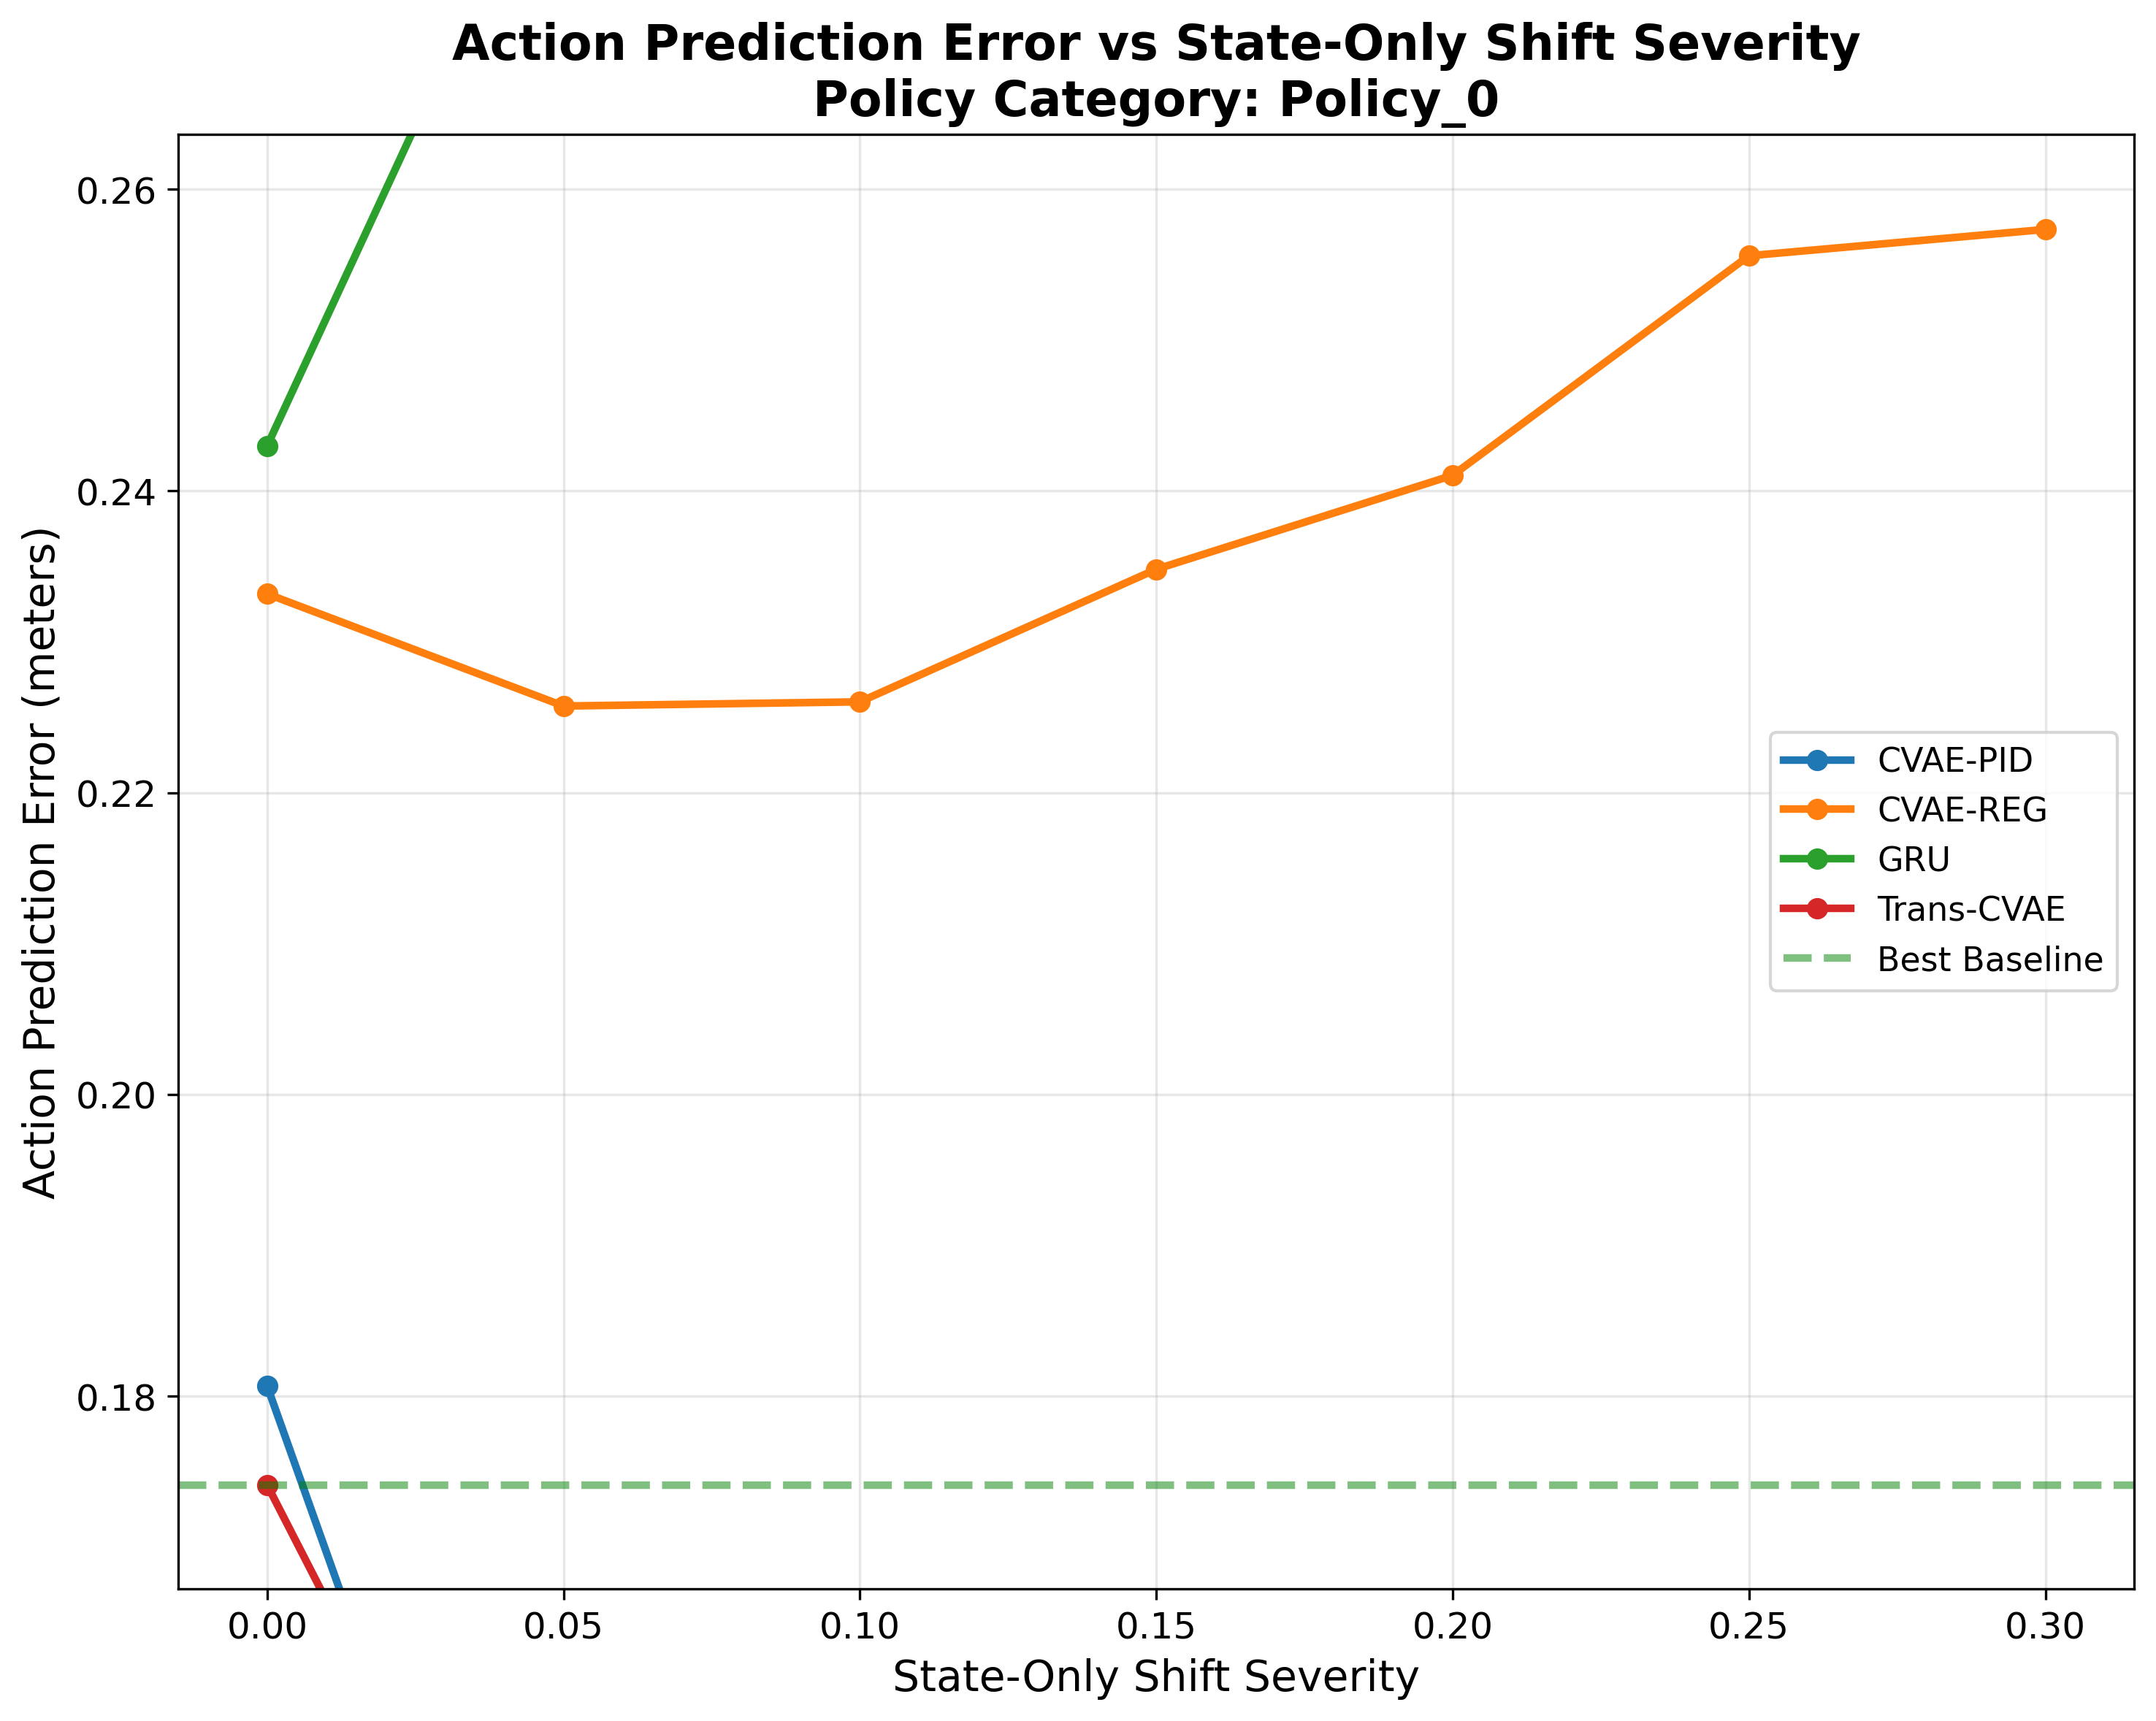 Action Prediction Error vs State-Only Shift Severity
Policy Category: Policy_0
Action Prediction Error (meters)
0.26
0.24
0.22
0.20
0.18
CVAE-PID
CVAE-REG
GRU
Trans-CVAE
Best Baseline
0.00 0.05 0.10 0.15 0.20 0.25 0.30
State-Only Shift Severity